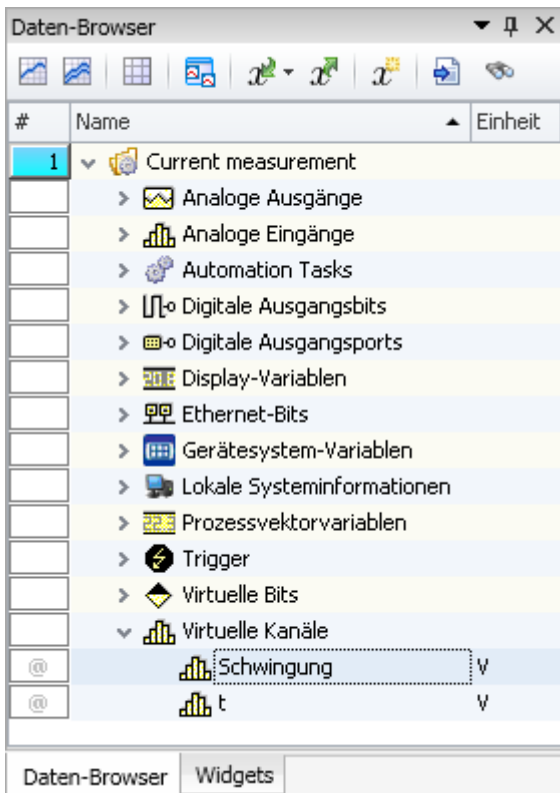 Daten-Browser
# Name Einheit
1 Current measurement
Analoge Ausgänge
Analoge Eingänge
Automation Tasks
Digitale Ausgangsbits
Digitale Ausgangsports
Display-Variablen
Ethernet-Bits
Gerätesystem-Variablen
Lokale Systeminformationen
Prozessvektorvariablen
Trigger
Virtuelle Bits
Virtuelle Kanäle
@ Schwingung V
@ t V
Daten-Browser Widgets